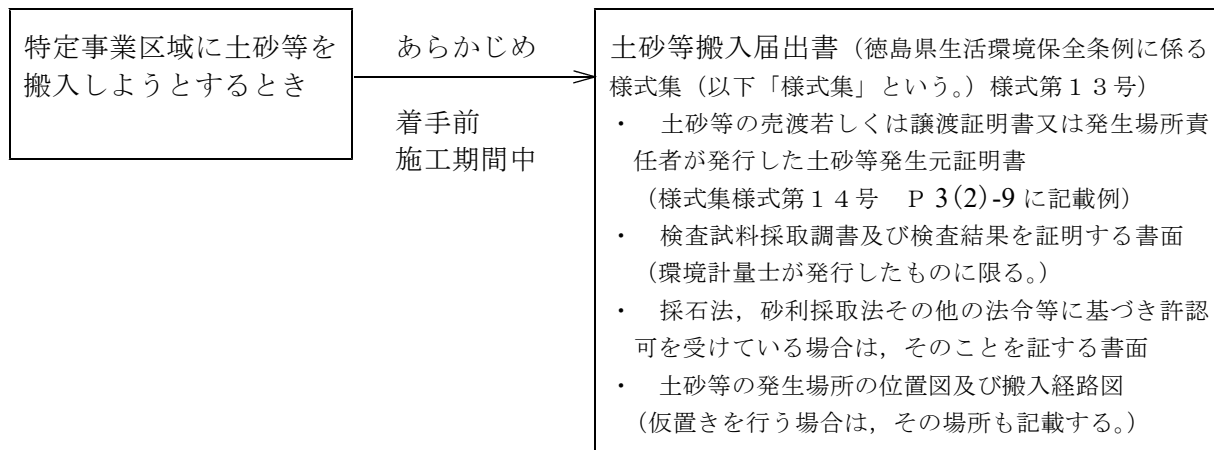 特定事業区域に土砂等を
搬入しようとするとき
あらかじめ
着手前
施工期間中
土砂等搬入届出書（徳島県生活環境保全条例に係る
様式集（以下「様式集」という。）様式第１３号）
・　土砂等の売渡若しくは譲渡証明書又は発生場所責
任者が発行した土砂等発生元証明書
（様式集様式第１４号　Ｐ 3(2)-9 に記載例）
・　検査試料採取調書及び検査結果を証明する書面
（環境計量士が発行したものに限る。）
・　採石法，砂利採取法その他の法令等に基づき許認
可を受けている場合は，そのことを証する書面
・　土砂等の発生場所の位置図及び搬入経路図
（仮置きを行う場合は，その場所も記載する。）